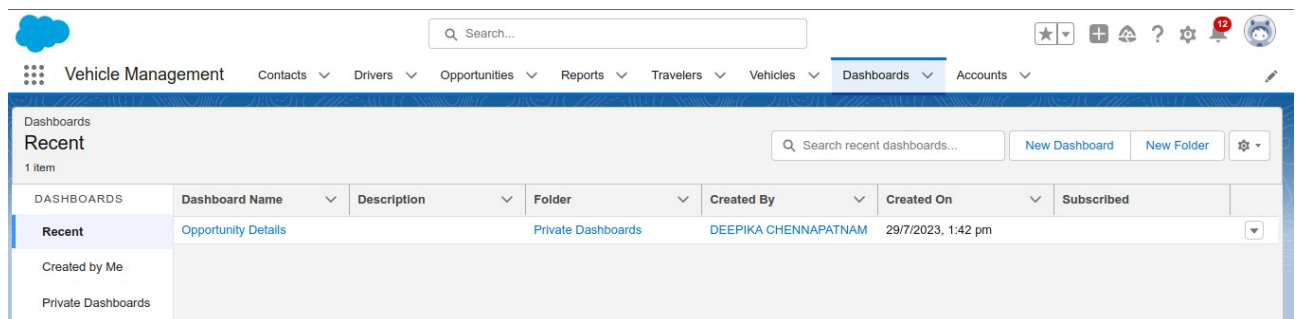 Search...
12
Vehicle Management Contacts Drivers Opportunities Reports Travelers Vehicles Dashboards Accounts
Dashboards
Recent
1 item
Search recent dashboards... New Dashboard New Folder
DASHBOARDS Dashboard Name Description Folder Created By Created On Subscribed
Recent Opportunity Details Private Dashboards DEEPIKA CHENNAPATNAM 29/7/2023, 1:42 pm
Created by Me
Private Dashboards